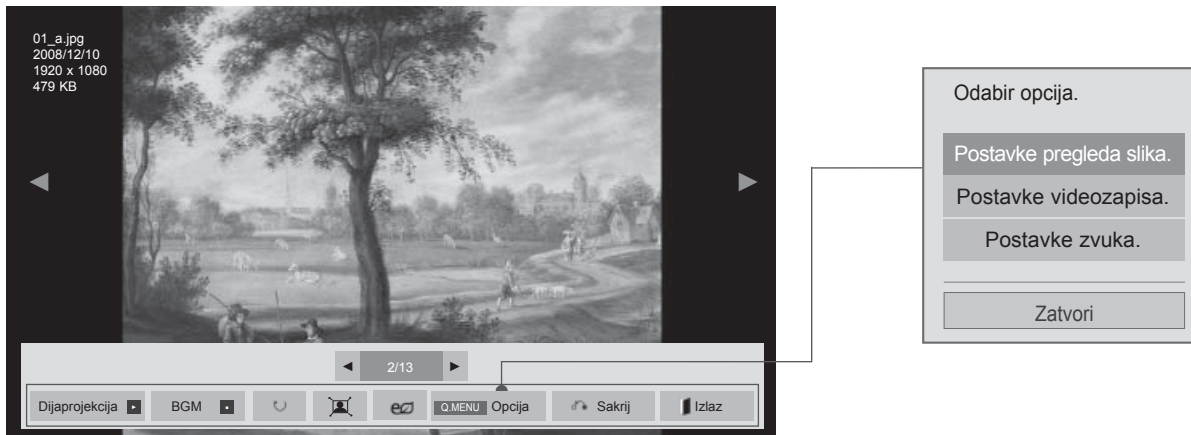 01_a.jpg
2008/12/10
1920 x 1080
479 KB
2/13
Dijaprojekcija BGM Q.MENU Opcija Sakrij Izlaz
Odabir opcija.
Postavke pregleda slika.
Postavke videozapisa.
Postavke zvuka.
Zatvori